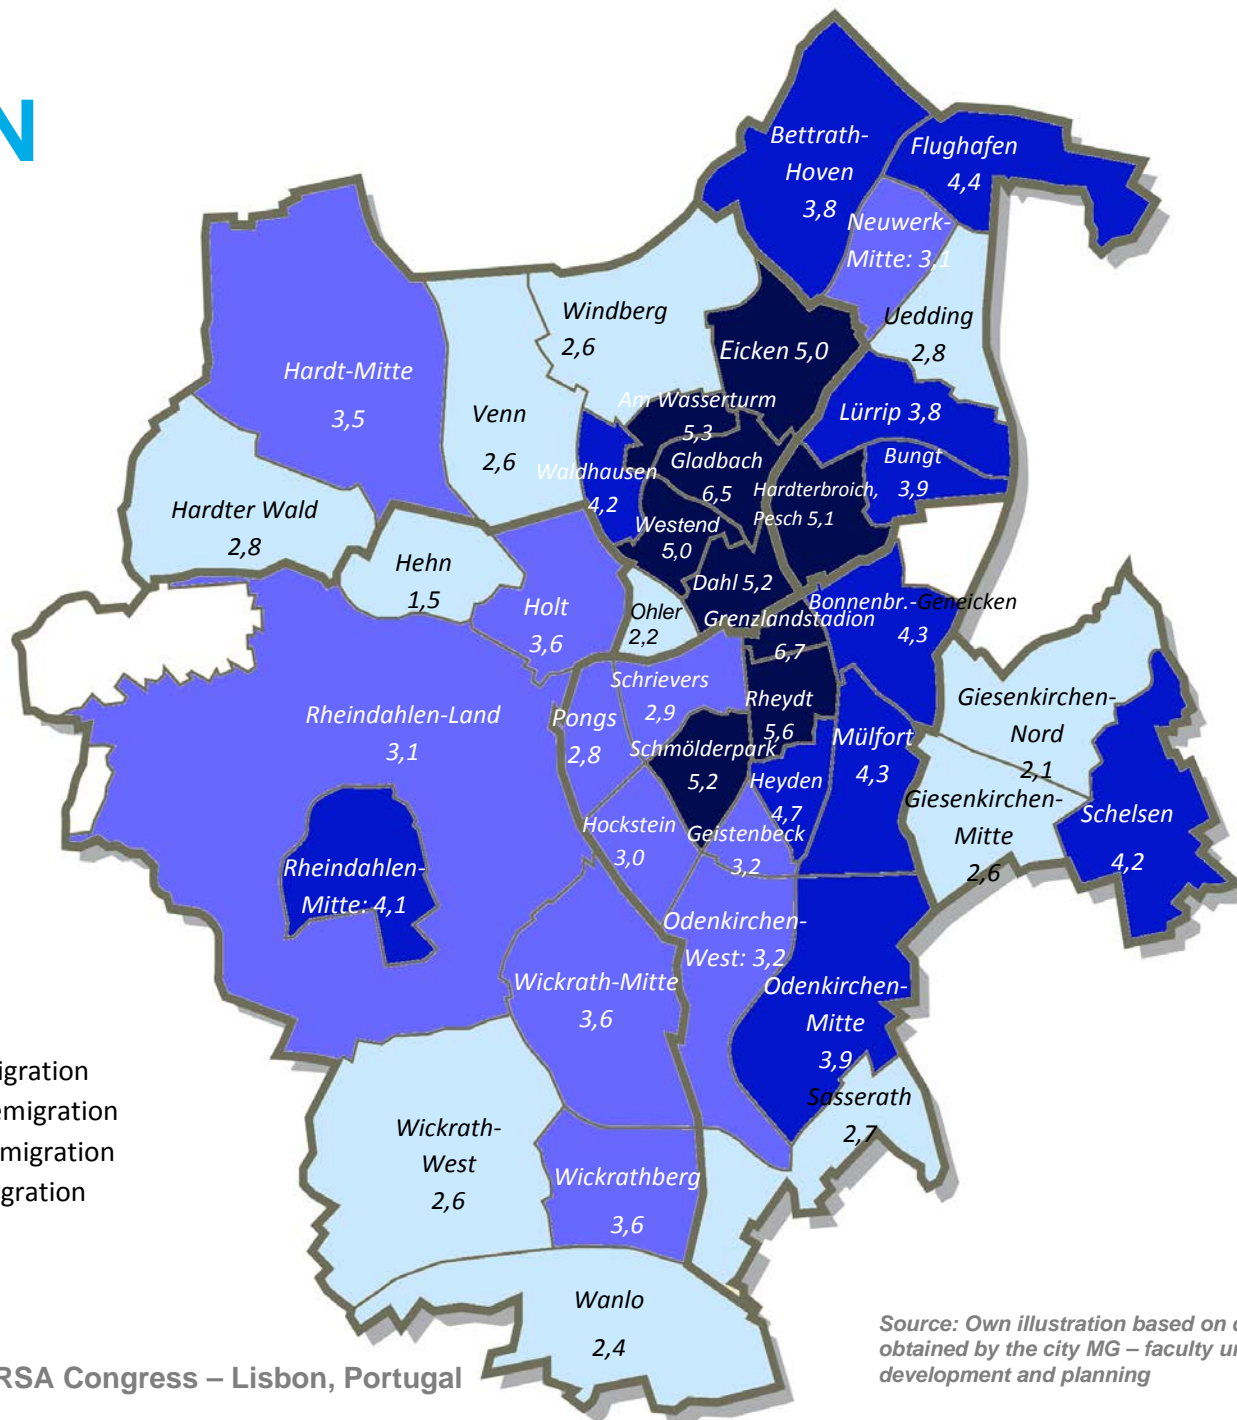 N
Bettrath-
Hoven
3,8
Flughafen
4,4
Neuwerk-
Mitte: 3,1
Uedding
2,8
Windberg
2,6
Eicken 5,0
Hardt-Mitte
3,5
Venn
2,6
Am Wasserturm
5,3
Lürrip 3,8
Waldhausen
4,2
Gladbach
6,5
Bungt
3,9
Hardterbroich,
Pesch 5,1
Hardter Wald
2,8
Westend
5,0
Hehn
1,5
Holt
3,6
Ohler
2,2
Dahl 5,2
Grenzlandstadion
6,7
Bonnenbr.-Geneicken
4,3
Schrievers
2,9
Rheydt
5,6
Giesenkirchen-
Nord
2,1
Rheindahlen-Land
3,1
Pongs
2,8
Schmölderpark
5,2
Mülfort
4,3
Heyden
4,7
Giesenkirchen-
Mitte
2,6
Schelsen
4,2
Hockstein
3,0
Geistenbeck
3,2
Rheindahlen-
Mitte: 4,1
Odenkirchen-
West: 3,2
Wickrath-Mitte
3,6
Odenkirchen-
Mitte
3,9
Sasserath
2,7
igration
emigration
migration
gration
Wickrath-
West
2,6
Wickrathberg
3,6
Wanlo
2,4
Source: Own illustration based on
obtained by the city MG – faculty
development and planning
RSA Congress – Lisbon, Portugal